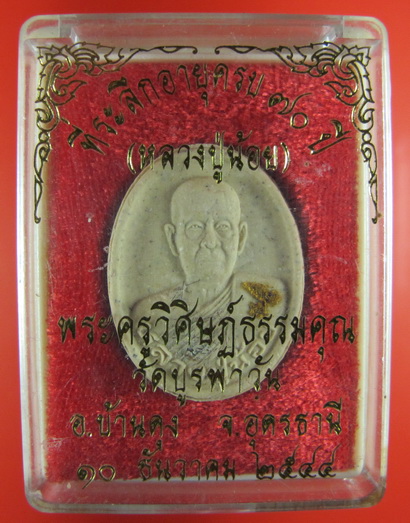 ที่ระลึกอายุครบ ๗๐ ปี
(หลวงปู่น้อย)
พระครูวิศิษฏ์ธรรมคุณ
วัดบูรพาวัน
อ.บ้านดุง จ.อุดรธานี
๑๐ ธันวาคม ๒๕๔๔